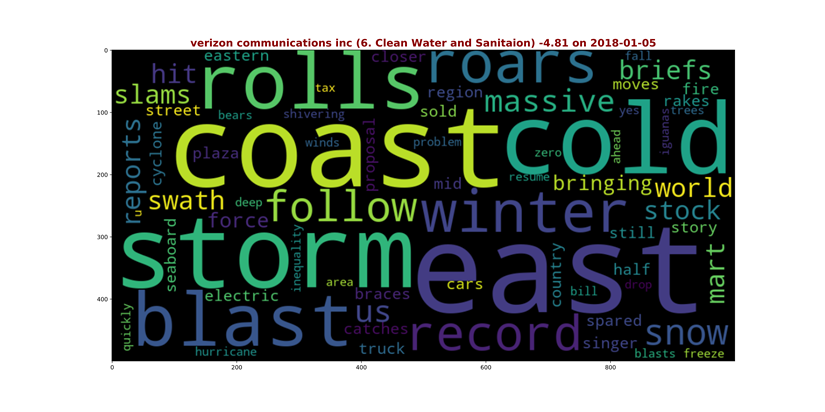 verizon communications inc (6. Clean Water and Sanitaion) -4.81 on 2018-01-05
0
100
200
300
400
0 200 400 600 800
eastern
closer
fall
hit
rolls
roars
briefs
tax
moves
slams
region
massive
fire
street
bears
shivering
sold
rakes
yes
trees
coast
cold
reports
cyclone
plaza
winds
proposal
problem
zero
ahead
iguanas
mid
resume
bringing
world
swath
deep
follow
winter
stock
u
force
still
story
storm
east
seaboard
inequality
area
cars
country
half
drop
mart
electric
braces
bill
blast
us
catches
record
spared
snow
quickly
hurricane
truck
singer
blasts
freeze